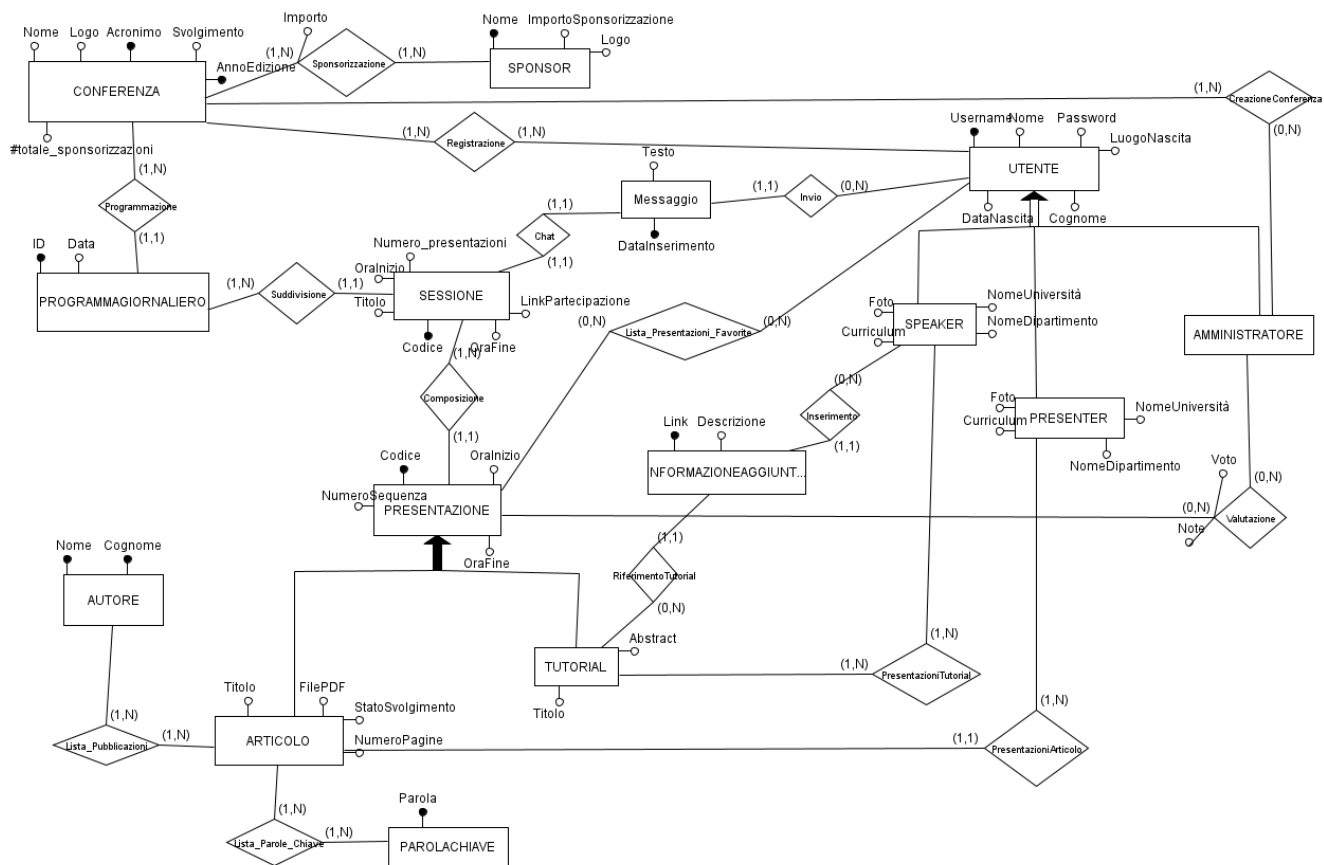 Importo
Nome
ImportoSponsorizzazione
Nome
Logo
Acronimo
Svolgimento
(1,N)
Sponsorizzazione
(1,N)
Logo
CONFERENZA
AnnoEdizione
SPONSOR
(1,N)
CreazioneConferenza
#totale_sponsorizzazioni
(1,N)
Registrazione
(1,N)
Username
Nome
Password
(0,N)
LuogoNascita
(1,N)
Testo
UTENTE
Programmazione
(1,1)
Messaggio
(1,1)
Invio
(0,N)
DataNascita
Cognome
(1,1)
Chat
DataInserimento
ID
Data
Numero_presentazioni
(1,1)
OraInizio
PROGRAMMAGIORNALIERO
(1,N)
Suddivisione
(1,1)
SESSIONE
LinkPartecipazione
Titolo
Codice
OraFine
(0,N)
Lista_Presentazioni_Favorite
(0,N)
Foto
NomeUniversità
SPEAKER
NomeDipartimento
Curriculum
AMMINISTRATORE
(1,N)
Composizione
(1,1)
(0,N)
Inserimento
(1,1)
Foto
NomeUniversità
Curriculum
PRESENTER
NomeDipartimento
Link
Descrizione
NFORMAZIONEAGGIUNT...
Codice
OraInizio
NumeroSequenza
PRESENTAZIONE
OraFine
Voto
(0,N)
(0,N)
Valutazione
Note
Nome
Cognome
AUTORE
(1,1)
RiferimentoTutorial
(0,N)
Abstract
TUTORIAL
Titolo
(1,N)
(1,N)
PresentazioniTutorial
Titolo
FilePDF
StatoSvolgimento
(1,N)
Lista_Pubblicazioni
(1,N)
ARTICOLO
NumeroPagine
(1,N)
(1,1)
PresentazioniArticolo
(1,N)
Parola
Lista_Parole_Chiave
(1,N)
PAROLACHIAVE